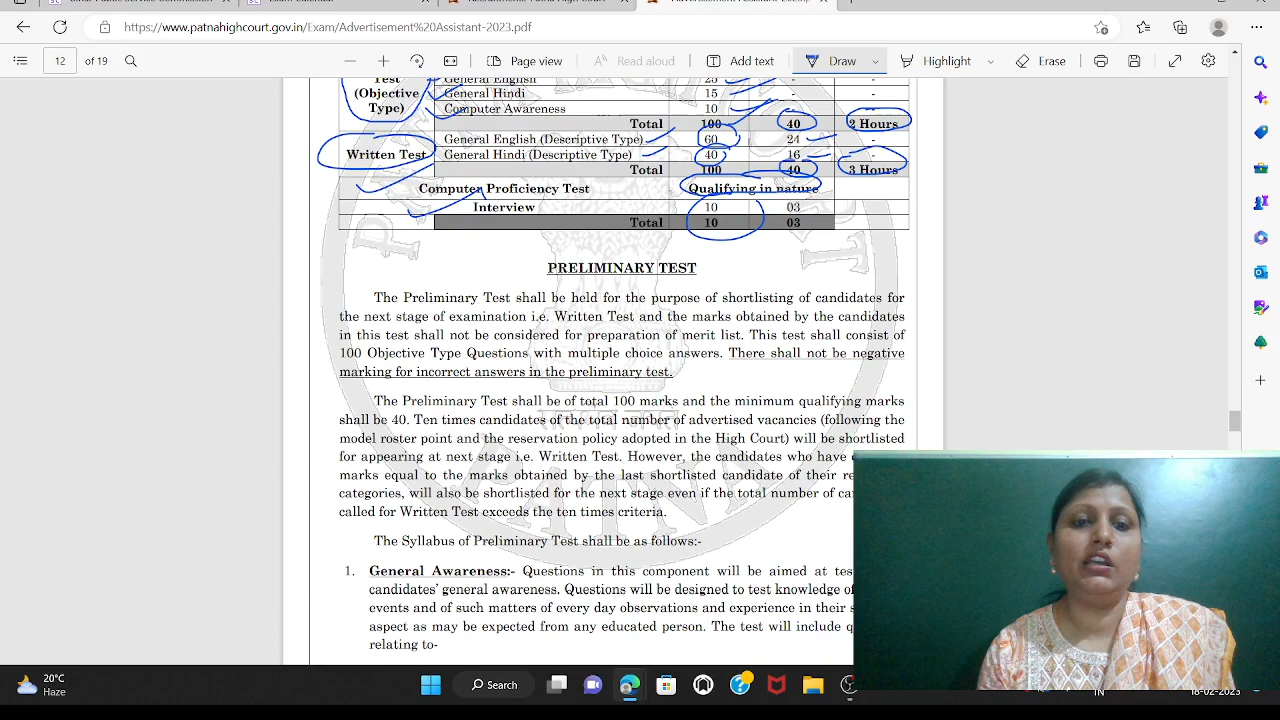 https://www.patnahighcourt.gov.in/Exam/Advertisement%20Assistant-2023.pdf
12 of 19 Page view Read aloud Add text Draw Highlight Erase
Test General English 25 - -
(Objective General Hindi 15 - -
Type) Computer Awareness 10 - -
Total 100 40
General English (Descriptive Type) 60 24 -
Written Test General Hindi (Descriptive Type) 40 16 -
Total 100 40 3 Hours
Computer Proficiency Test Qualifying in nature
Interview 10 03
Total 10 03
PRELIMINARY TEST
The Preliminary Test shall be held for the purpose of shortlisting of candidates for
the next stage of examination i.e. Written Test and the marks obtained by the candidates
in this test shall not be considered for preparation of merit list. This test shall consist of
100 Objective Type Questions with multiple choice answers. There shall not be negative
marking for incorrect answers in the preliminary test.
The Preliminary Test shall be of total 100 marks and the minimum qualifying marks
shall be 40. Ten times candidates of the total number of advertised vacancies (following the
model roster point and the reservation policy adopted in the High Court) will be shortlisted
for appearing at next stage i.e. Written Test. However, the candidates who have
marks equal to the marks obtained by the last shortlisted candidate of their
categories, will also be shortlisted for the next stage even if the total number of
called for Written Test exceeds the ten times criteria.
The Syllabus of Preliminary Test shall be as follows:-
1. General Awareness:- Questions in this component will be aimed at
candidates' general awareness. Questions will be designed to test knowledge of
events and of such matters of every day observations and experience in their
aspect as may be expected from any educated person. The test will include
relating to-
20°C
Haze
Search
IN
18-02-2023